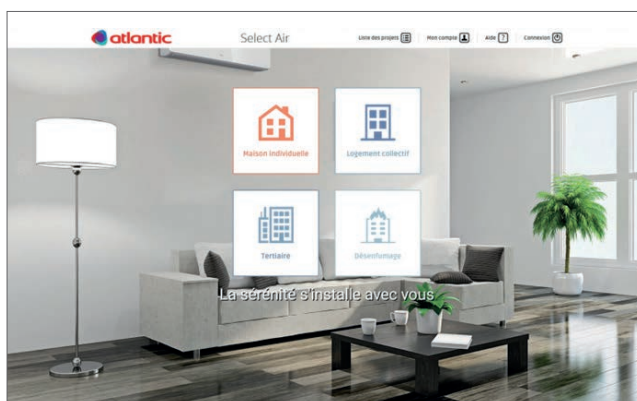 atlantic
Select Air
Liste des projets
Mon compte
Aide ?
Connexion
Maison individuelle
Logement collectif
Tertiaire
Désenfumage
La sérénité s'installe avec vous